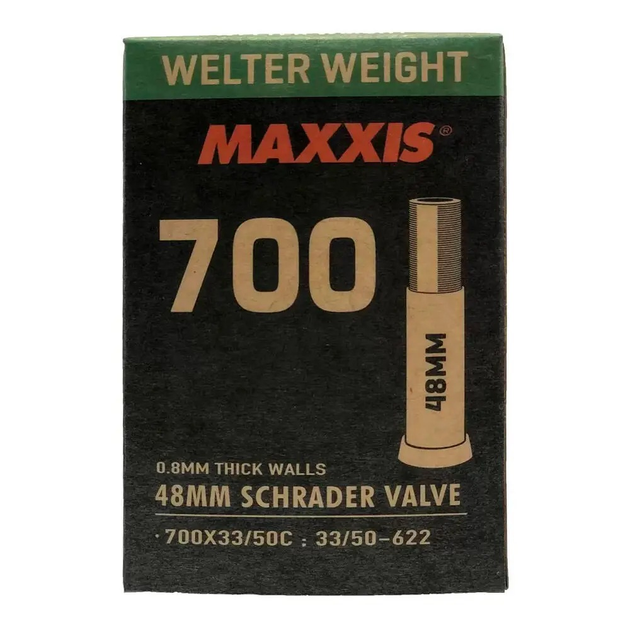 WELTER WEIGHT
MAXXIS®
700
48MM
0.8MM THICK WALLS
48MM SCHRADER VALVE
·700X33/50C : 33/50-622